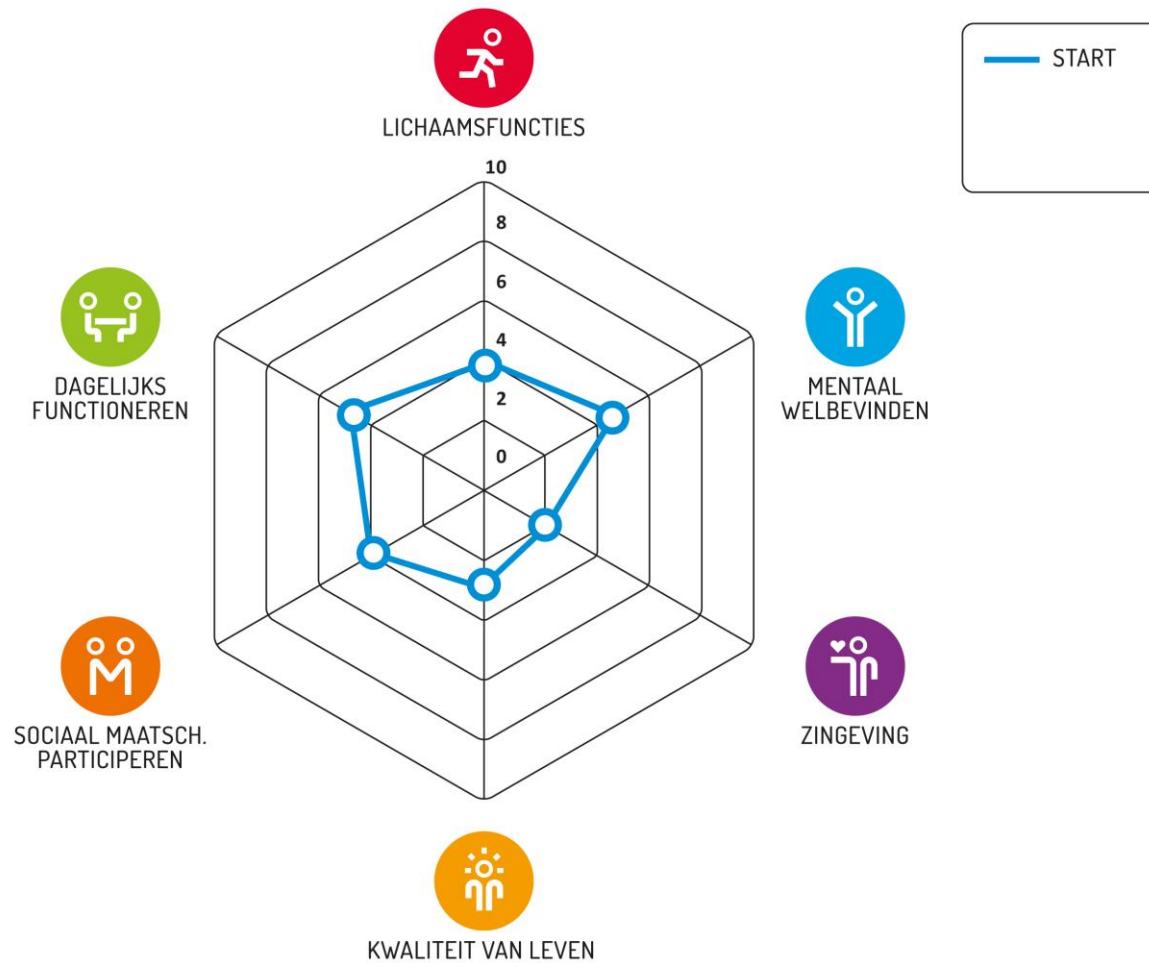 START
LICHAAMSFUNCTIES
10
8
6
4
2
0
DAGELIJKS
FUNCTIONEREN
MENTAAL
WELBEVINDEN
SOCIAAL MAATSCH.
PARTICIPEREN
ZINGEVING
KWALITEIT VAN LEVEN